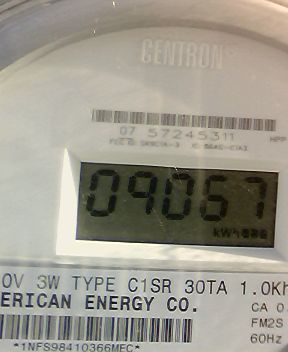 CENTRON®
07 57245311
09067
kWh
0V 3W TYPE C1SR 30TA 1.0Kh
ERICAN ENERGY CO.
CA 0.
FM2S
60Hz
*1NFS98410366MEC*